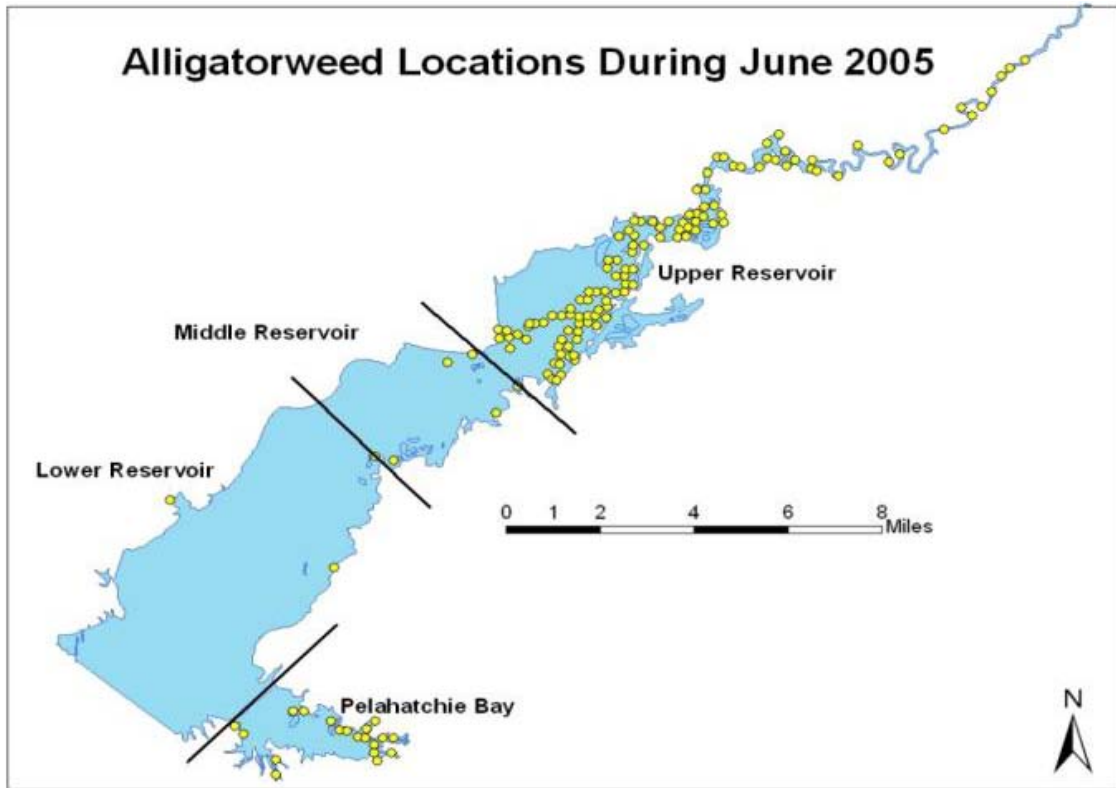 Alligatorweed Locations During June 2005
Upper Reservoir
Middle Reservoir
Lower Reservoir
0 1 2 4 6 8
Miles
Pelahatchie Bay
N